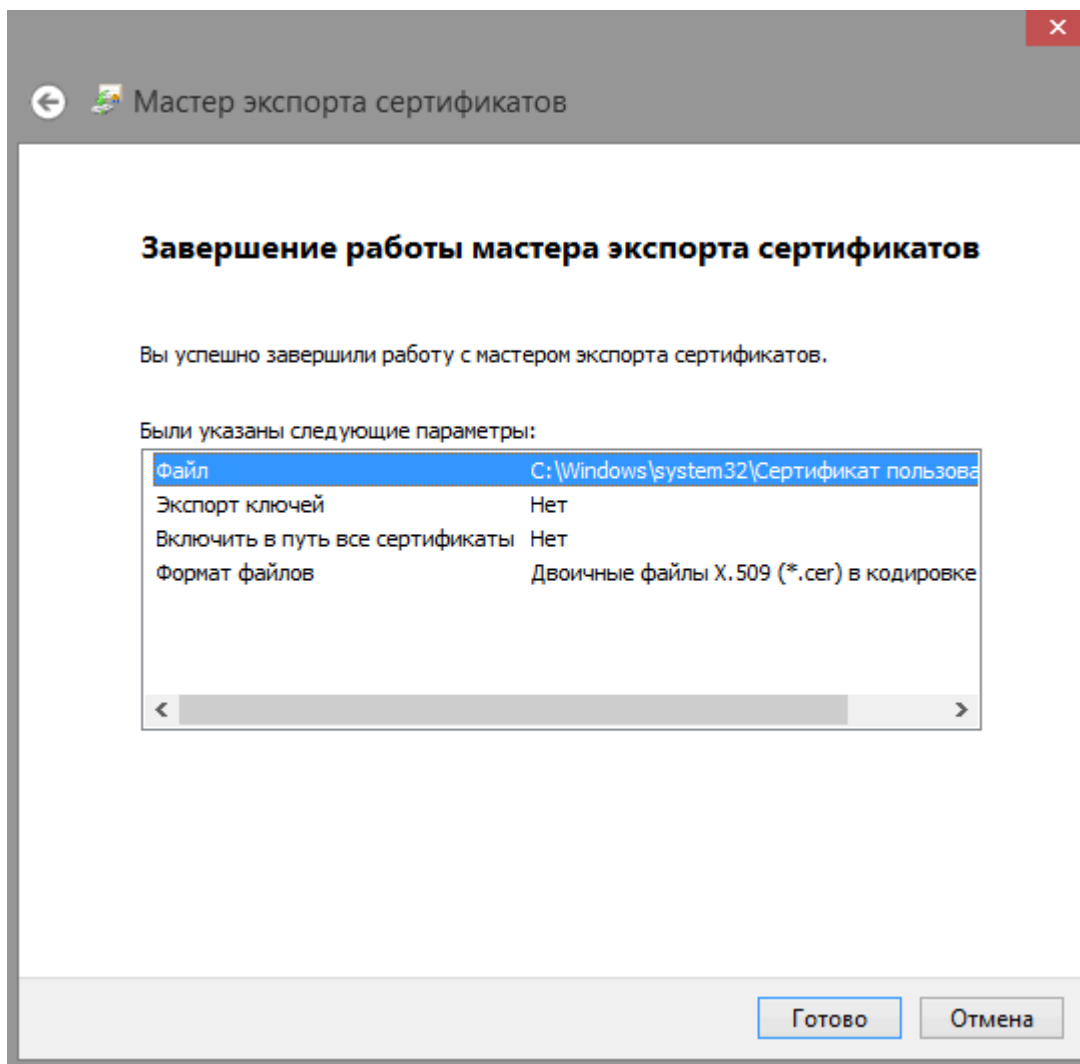 Мастер экспорта сертификатов
Завершение работы мастера экспорта сертификатов
Вы успешно завершили работу с мастером экспорта сертификатов.
Были указаны следующие параметры:
Файл C:\Windows\system32\Сертификат пользова
Экспорт ключей Нет
Включить в путь все сертификаты Нет
Формат файлов Двоичные файлы X.509 (*.cer) в кодировке
Готово Отмена